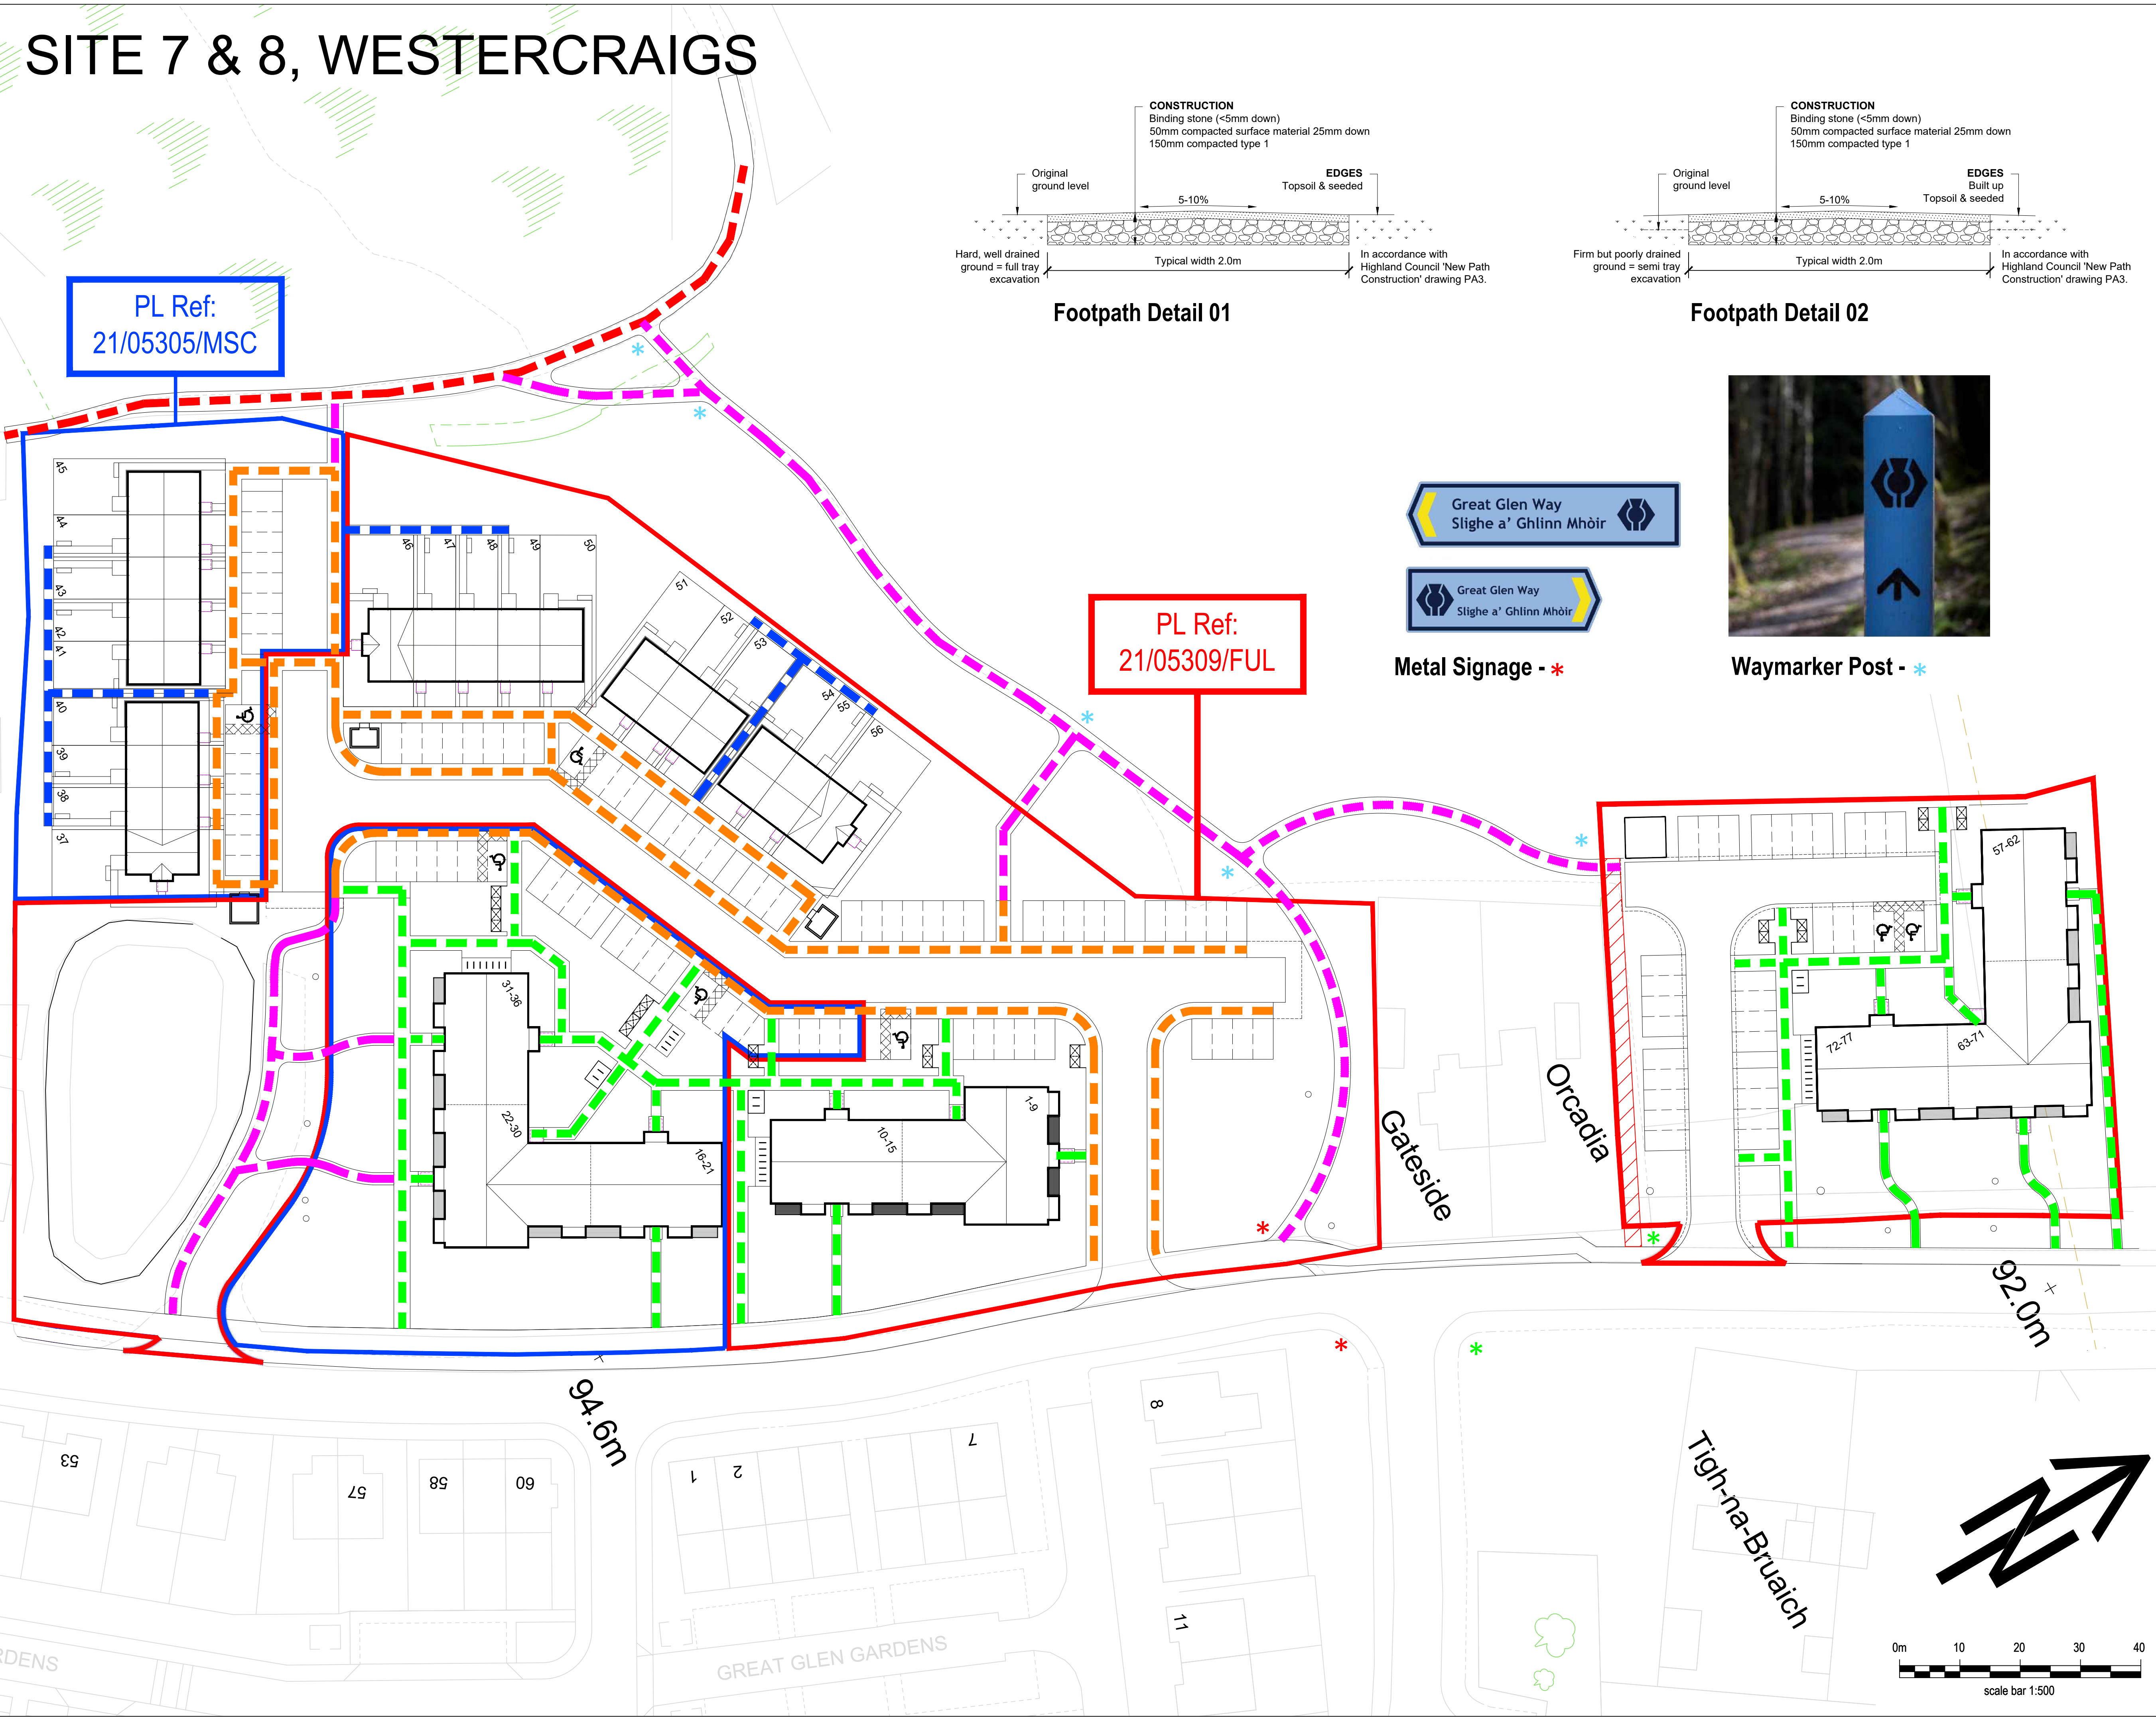 SITE 7 & 8, WESTERCRAIGS
CONSTRUCTION
Binding stone (<5mm down)
50mm compacted surface material 25mm down
150mm compacted type 1
Original
ground level
EDGES
Topsoil & seeded
5-10%
Hard, well drained
ground = full tray
excavation
Typical width 2.0m
In accordance with
Highland Council 'New Path
Construction' drawing PA3.
Footpath Detail 01
CONSTRUCTION
Binding stone (<5mm down)
50mm compacted surface material 25mm down
150mm compacted type 1
Original
ground level
EDGES
Built up
Topsoil & seeded
5-10%
Firm but poorly drained
ground = semi tray
excavation
Typical width 2.0m
In accordance with
Highland Council 'New Path
Construction' drawing PA3.
Footpath Detail 02
PL Ref:
21/05305/MSC
Great Glen Way
Slighe a' Ghlinn Mhòir
Great Glen Way
Slighe a' Ghlinn Mhòir
Metal Signage - *
Waymarker Post - *
PL Ref:
21/05309/FUL
45
44
43
42
41
40
39
38
37
46
47
48
49
50
51
52
53
54
55
56
57-62
63-71
72-77
31-36
22-30
16-21
10-15
1-9
Gateside
Orcadia
92.0m
94.6m
Tigh-na-Bruaich
53
57
58
60
1
2
7
8
11
RDENS
GREAT GLEN GARDENS
N
0m 10 20 30 40
scale bar 1:500